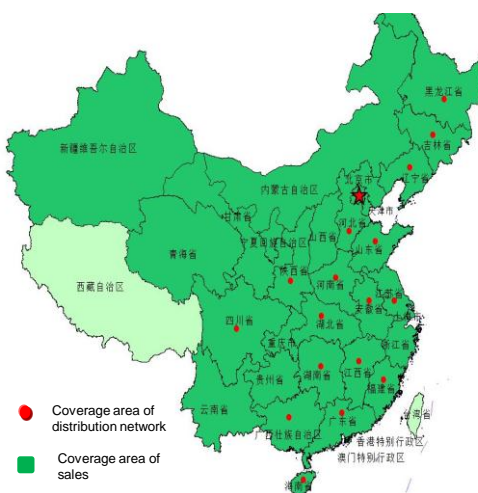 黑龙江省
吉林省
新疆维吾尔自治区
辽宁省
北京市
内蒙古自治区
天津市
甘肃省
河北省
宁夏回族自治区
山西省
山东省
青海省
陕西省
河南省
西藏自治区
江苏省
安徽省
上海市
四川省
湖北省
重庆市
浙江省
湖南省
江西省
贵州省
福建省
云南省
台湾省
广西壮族自治区
广东省
香港特别行政区
澳门特别行政区
海南省
Coverage area of
distribution network
Coverage area of
sales